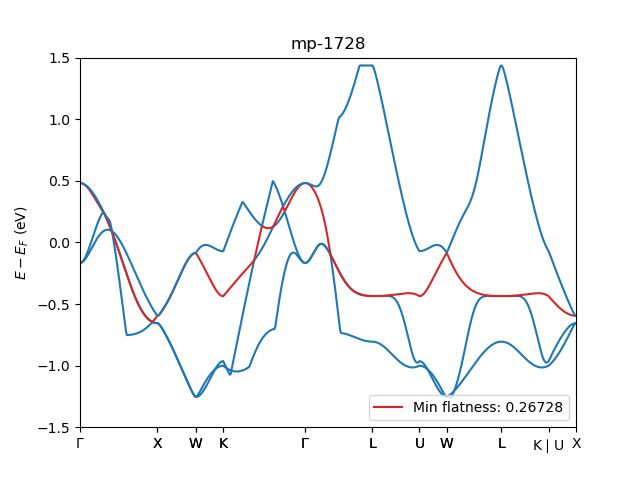 mp-1728
E − E_F (eV)
1.5
1.0
0.5
0.0
−0.5
−1.0
−1.5
Min flatness: 0.26728
Γ X W K Γ L U W L K | U X